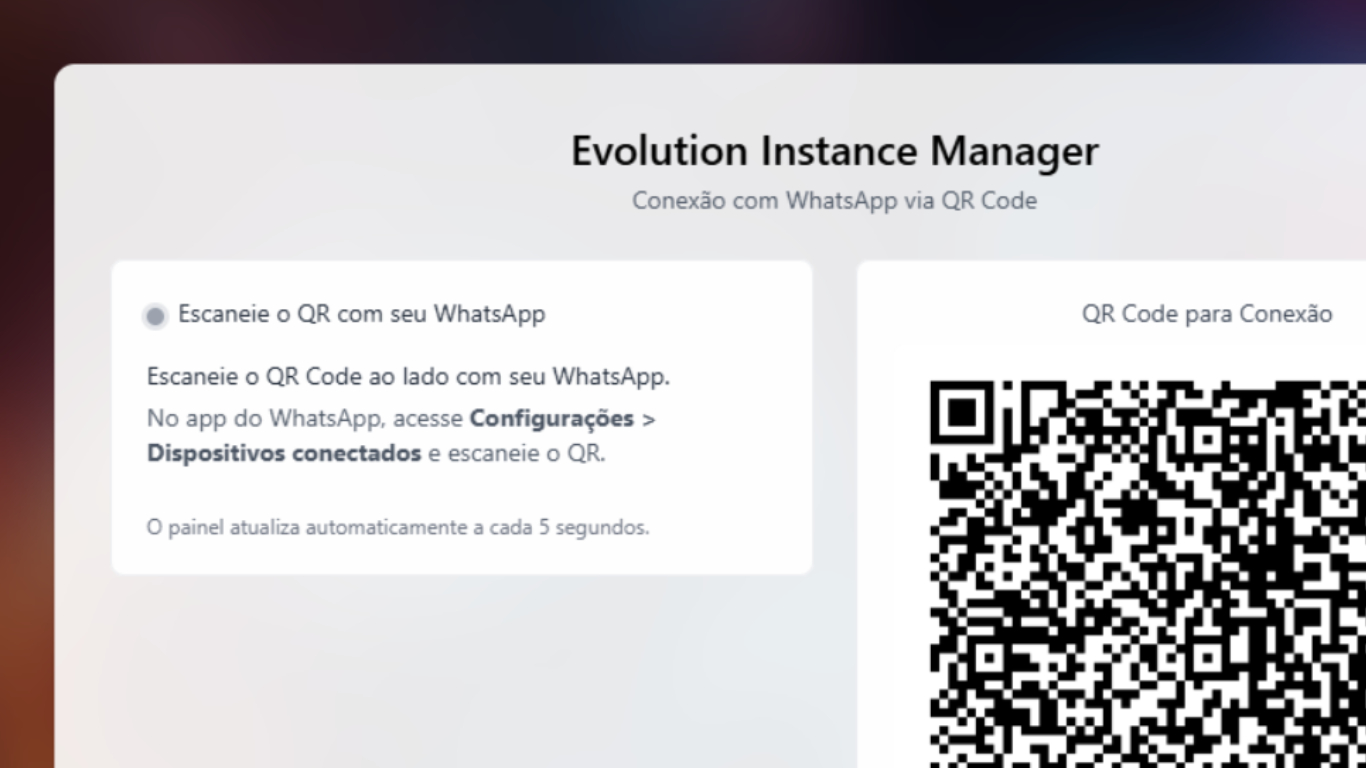 Evolution Instance Manager
Conexão com WhatsApp via QR Code
Escaneie o QR com seu WhatsApp
Escaneie o QR Code ao lado com seu WhatsApp.
No app do WhatsApp, acesse Configurações >
Dispositivos conectados e escaneie o QR.
O painel atualiza automaticamente a cada 5 segundos.
QR Code para Conexão